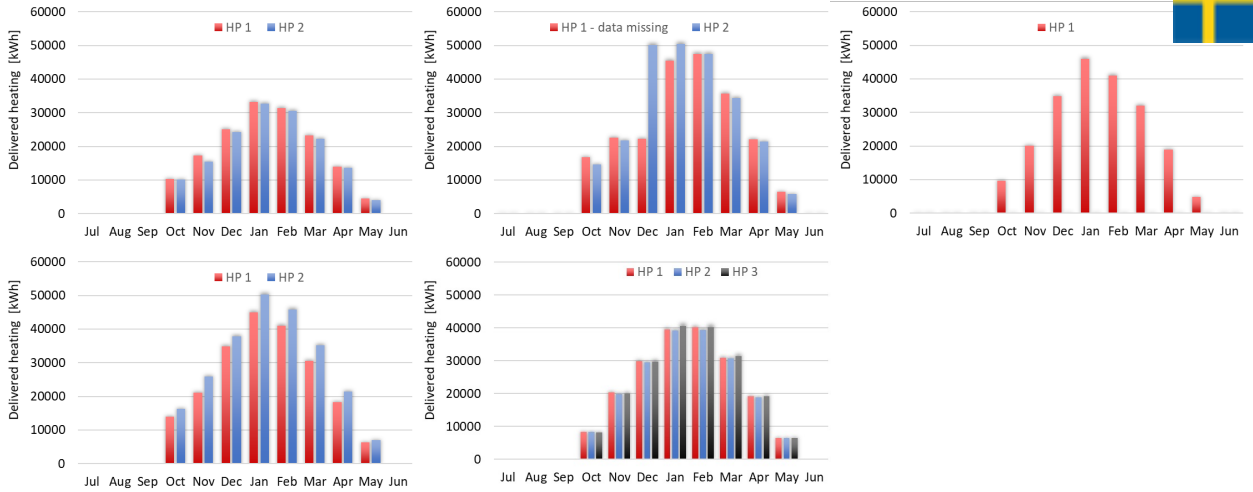 Delivered heating [kWh]
HP 1 HP 2
60000
50000
40000
30000
20000
10000
0
Jul Aug Sep Oct Nov Dec Jan Feb Mar Apr May Jun
Delivered heating [kWh]
HP 1 - data missing HP 2
60000
50000
40000
30000
20000
10000
0
Jul Aug Sep Oct Nov Dec Jan Feb Mar Apr May Jun
Delivered heating [kWh]
HP 1
60000
50000
40000
30000
20000
10000
0
Jul Aug Sep Oct Nov Dec Jan Feb Mar Apr May Jun
Delivered heating [kWh]
HP 1 HP 2
60000
50000
40000
30000
20000
10000
0
Jul Aug Sep Oct Nov Dec Jan Feb Mar Apr May Jun
Delivered heating [kWh]
HP 1 HP 2 HP 3
60000
50000
40000
30000
20000
10000
0
Jul Aug Sep Oct Nov Dec Jan Feb Mar Apr May Jun